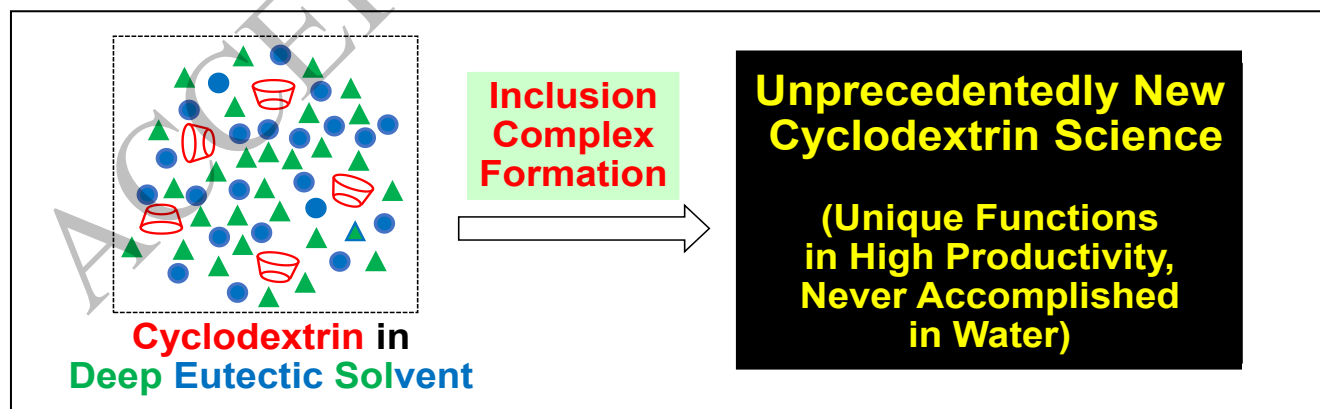 ACCE
Inclusion
Complex
Formation
Unprecedentedly New
Cyclodextrin Science
(Unique Functions
in High Productivity,
Never Accomplished
in Water)
Cyclodextrin in
Deep Eutectic Solvent